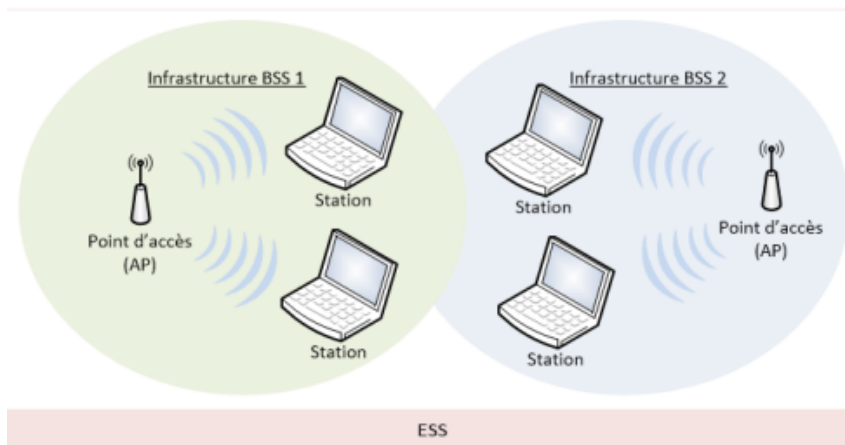 Infrastructure BSS 1
Infrastructure BSS 2
Station
Station
Point d'accès
(AP)
Point d'accès
(AP)
Station
Station
ESS